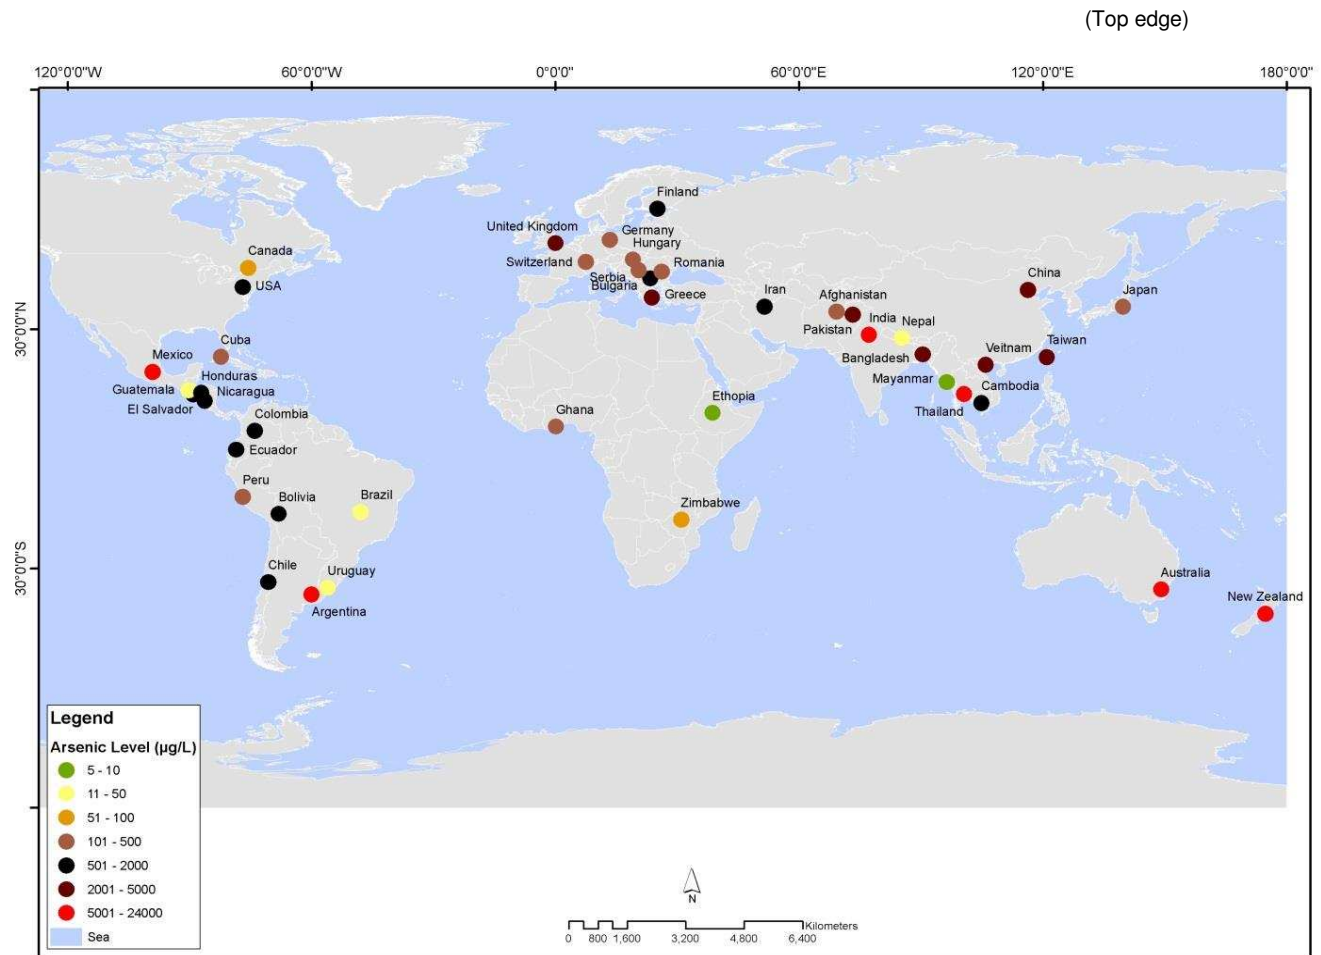 (Top edge)
120°0'0"W 60°0'0"W 0°0'0" 60°0'0"E 120°0'0"E 180°0'0"
30°0'0"N
30°0'0"S
Finland
United Kingdom
Germany
Hungary
Canada
Switzerland
Romania
Serbia
Bulgaria
USA
Greece
Iran
China
Afghanistan
Japan
India
Pakistan
Nepal
Cuba
Mexico
Bangladesh
Veitnam
Taiwan
Honduras
Mayanmar
Guatemala
Nicaragua
Cambodia
El Salvador
Ethopia
Thailand
Colombia
Ghana
Ecuador
Peru
Bolivia
Brazil
Zimbabwe
Chile
Uruguay
Australia
Argentina
New Zealand
Legend
Arsenic Level (µg/L)
5 - 10
11 - 50
51 - 100
101 - 500
501 - 2000
2001 - 5000
5001 - 24000
Sea
N
Kilometers
0 800 1,600 3,200 4,800 6,400